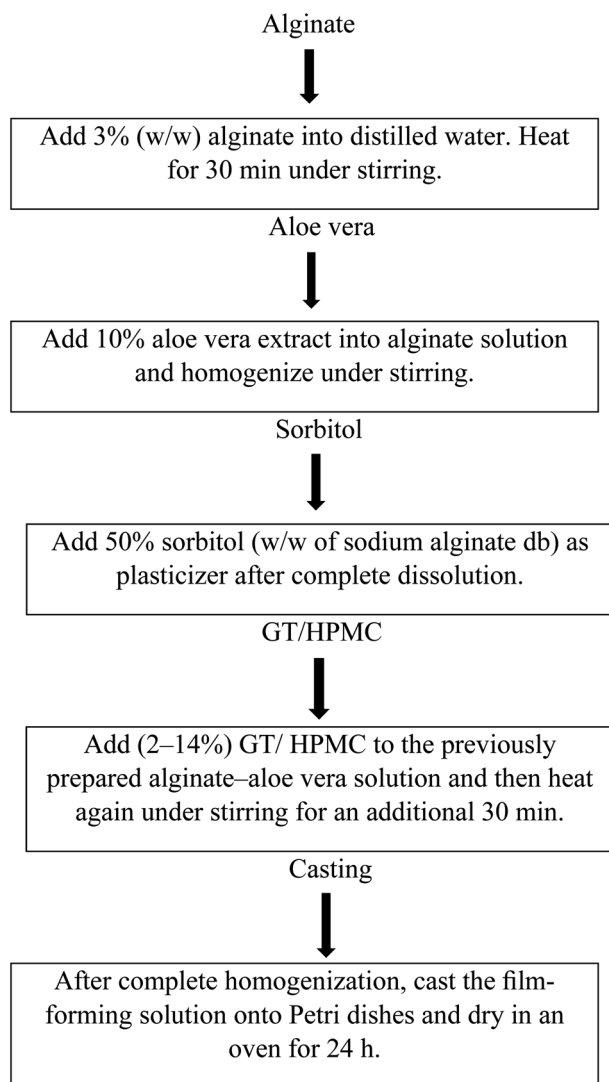 Alginate
Add 3% (w/w) alginate into distilled water. Heat
for 30 min under stirring.
Aloe vera
Add 10% aloe vera extract into alginate solution
and homogenize under stirring.
Sorbitol
Add 50% sorbitol (w/w of sodium alginate db) as
plasticizer after complete dissolution.
GT/HPMC
Add (2–14%) GT/ HPMC to the previously
prepared alginate–aloe vera solution and then heat
again under stirring for an additional 30 min.
Casting
After complete homogenization, cast the film-
forming solution onto Petri dishes and dry in an
oven for 24 h.